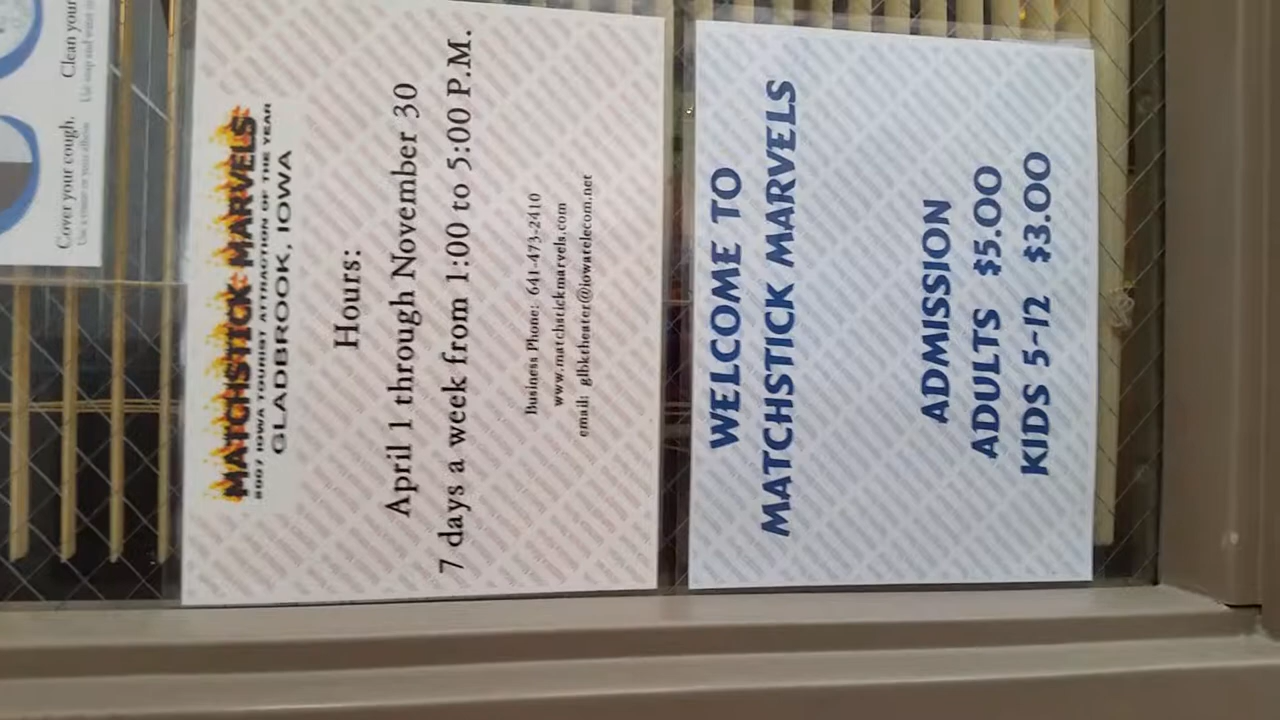 Cover your cough.
Clean your
MATCHSTICK MARVELS
2007 IOWA TOURIST ATTRACTION OF THE YEAR
GLADBROOK, IOWA
Hours:
April 1 through November 30
7 days a week from 1:00 to 5:00 P.M.
Business Phone: 641-473-2410
www.matchstickmarvels.com
email: glbktheater@iowatelecom.net
WELCOME TO
MATCHSTICK MARVELS
ADMISSION
ADULTS $5.00
KIDS 5-12 $3.00